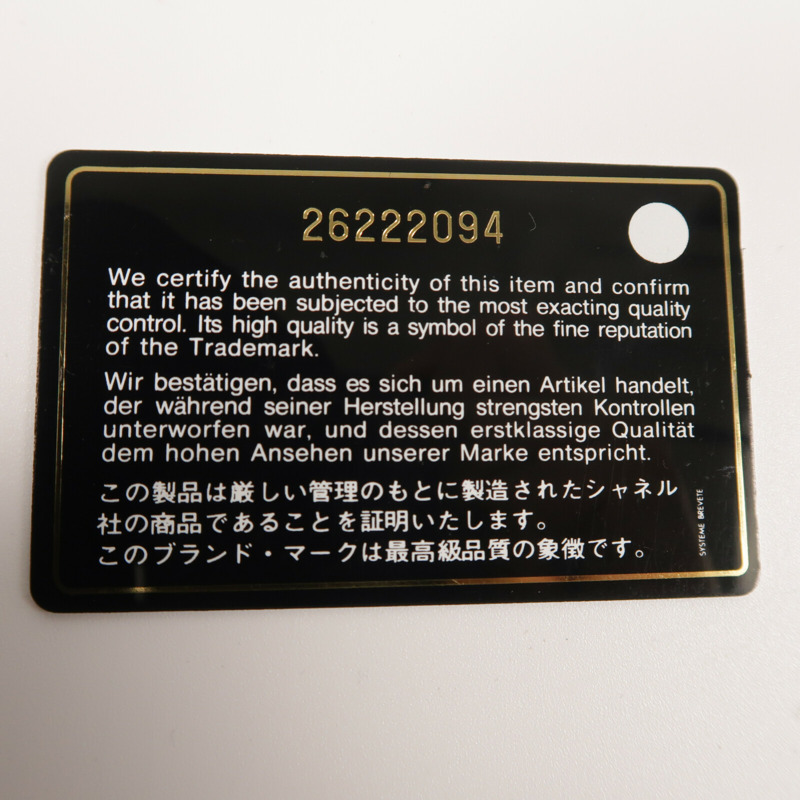 26222094
We certify the authenticity of this item and confirm
that it has been subjected to the most exacting quality
control. Its high quality is a symbol of the fine reputation
of the Trademark.
Wir bestätigen, dass es sich um einen Artikel handelt,
der während seiner Herstellung strengsten Kontrollen
unterworfen war, und dessen erstklassige Qualität
dem hohen Ansehen unserer Marke entspricht.
この製品は厳しい管理のもとに製造されたシャネル
社の商品であることを証明いたします。
このブランド・マークは最高級品質の象徴です。
SYSTEME BREVETE